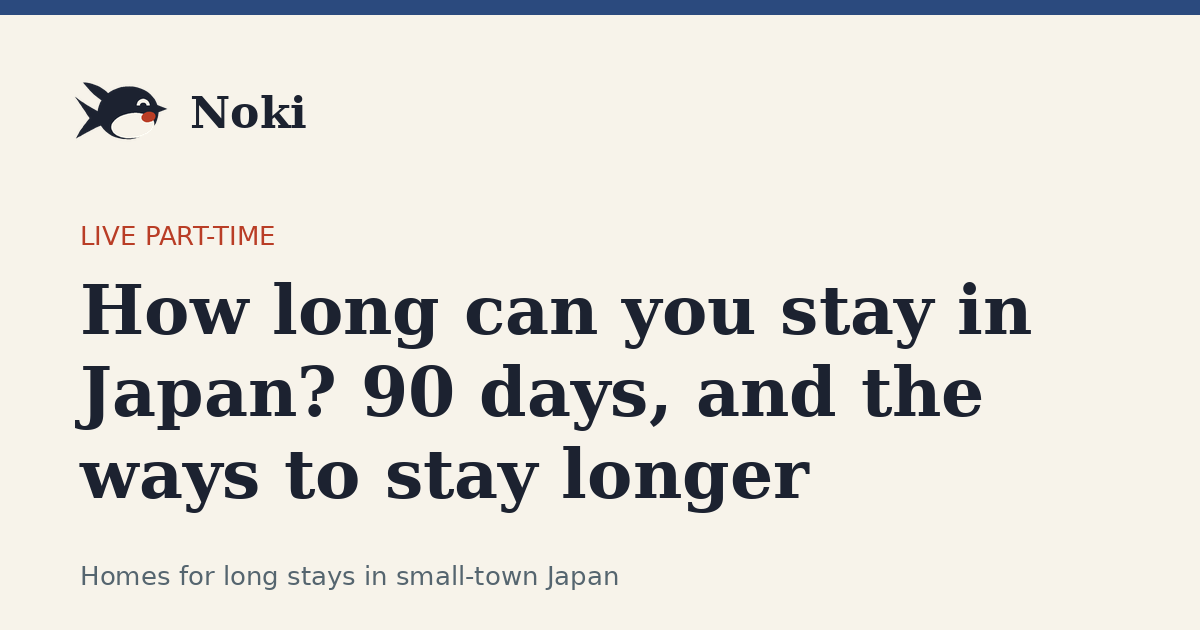 Noki
LIVE PART-TIME
How long can you stay in
Japan? 90 days, and the
ways to stay longer
Homes for long stays in small-town Japan